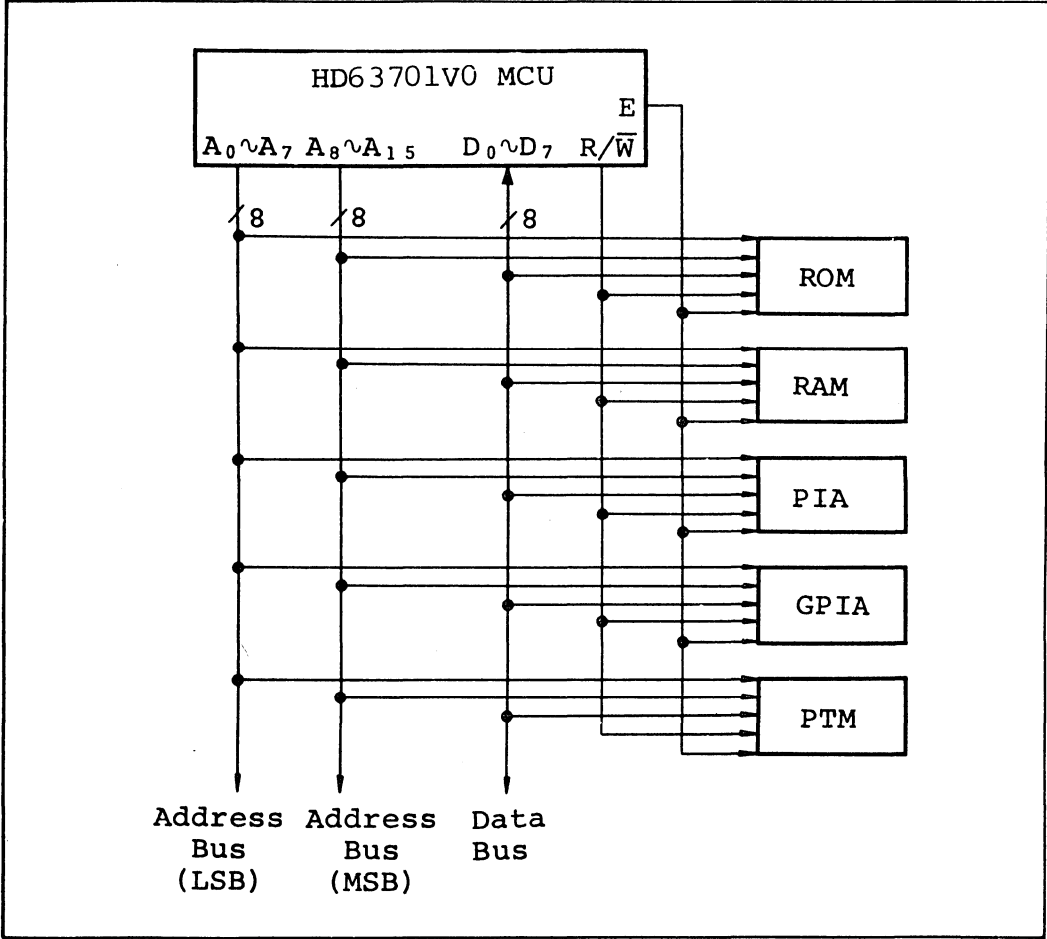 HD63701V0 MCU
E
A₀∿A₇ A₈∿A₁₅ D₀∿D₇ R/W̅
8 8 8
ROM
RAM
PIA
GPIA
PTM
Address Address Data
Bus Bus Bus
(LSB) (MSB)